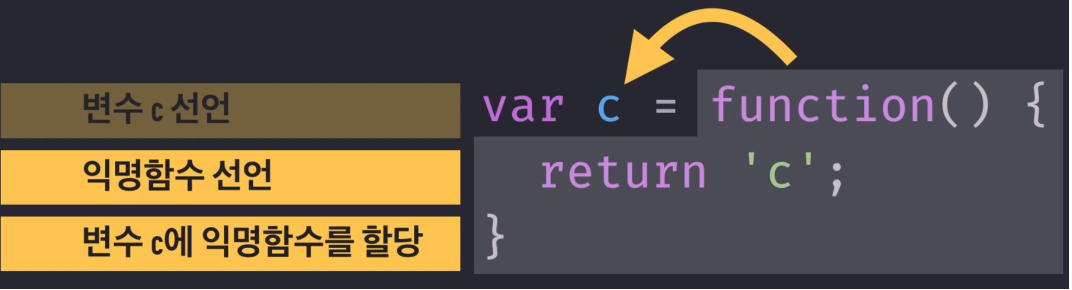 변수 c 선언
익명함수 선언
변수 c에 익명함수를 할당
var c = function() {
  return 'c';
}